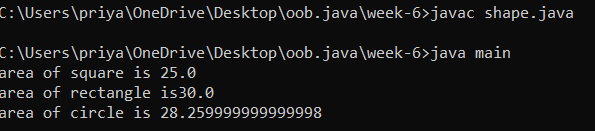 C:\Users\priya\OneDrive\Desktop\oob.java\week-6>javac shape.java
C:\Users\priya\OneDrive\Desktop\oob.java\week-6>java main
area of square is 25.0
area of rectangle is30.0
area of circle is 28.259999999999998